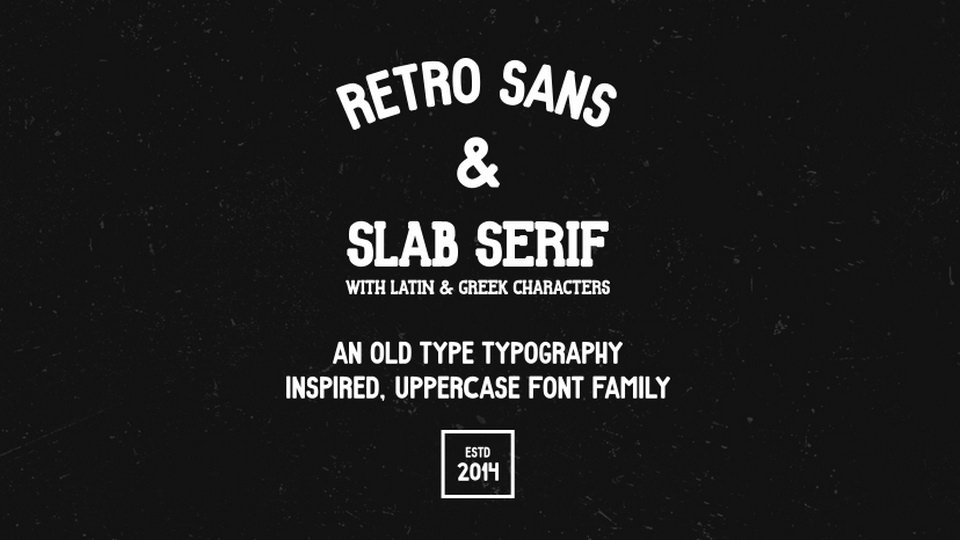 RETRO SANS
&
SLAB SERIF
WITH LATIN & GREEK CHARACTERS
AN OLD TYPE TYPOGRAPHY
INSPIRED, UPPERCASE FONT FAMILY
ESTD
2014